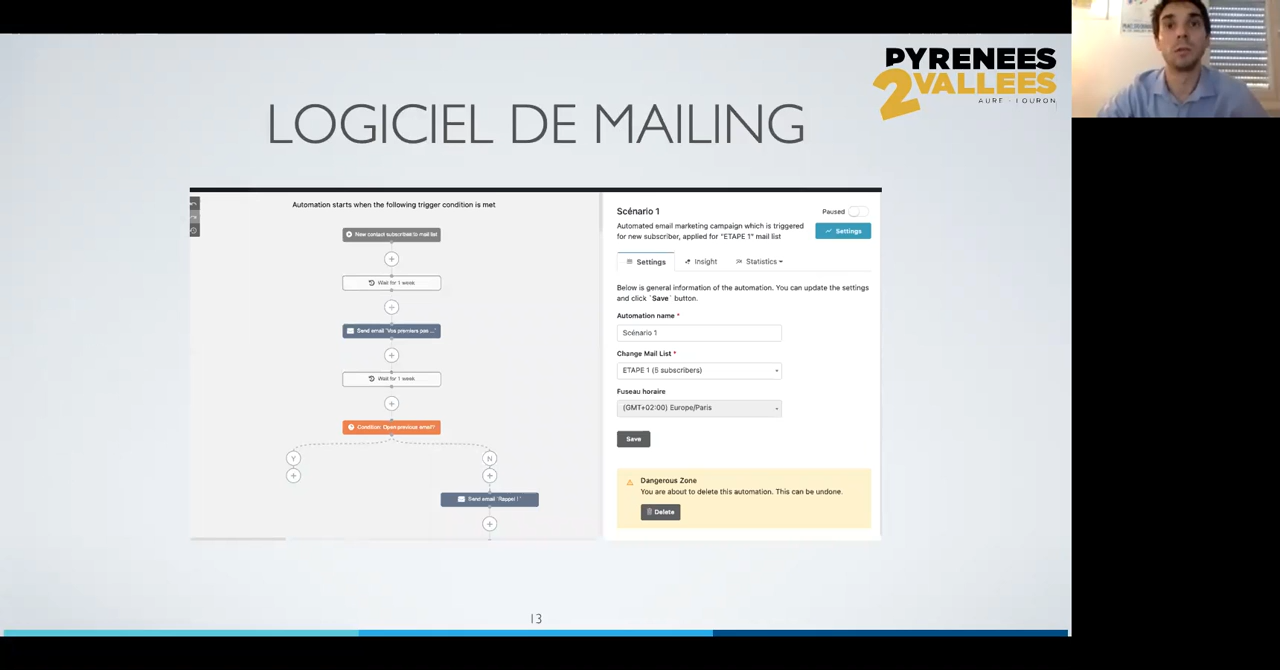 PYRENEES
2 VALLEES
AURE · LOURON
LOGICIEL DE MAILING
Automation starts when the following trigger condition is met
New contact subscribes to mail list
Wait for 1 week
Send email 'Vos premiers pas ...'
Wait for 1 week
Condition: Open previous email?
Y
N
Send email 'Rappel ! '
Scénario 1
Paused
Automated email marketing campaign which is triggered
for new subscriber, applied for "ETAPE 1" mail list
Settings
Settings
Insight
Statistics
Below is general information of the automation. You can update the settings
and click `Save` button.
Automation name *
Scénario 1
Change Mail List *
ETAPE 1 (5 subscribers)
Fuseau horaire
(GMT+02:00) Europe/Paris
Save
Dangerous Zone
You are about to delete this automation. This can be undone.
Delete
13